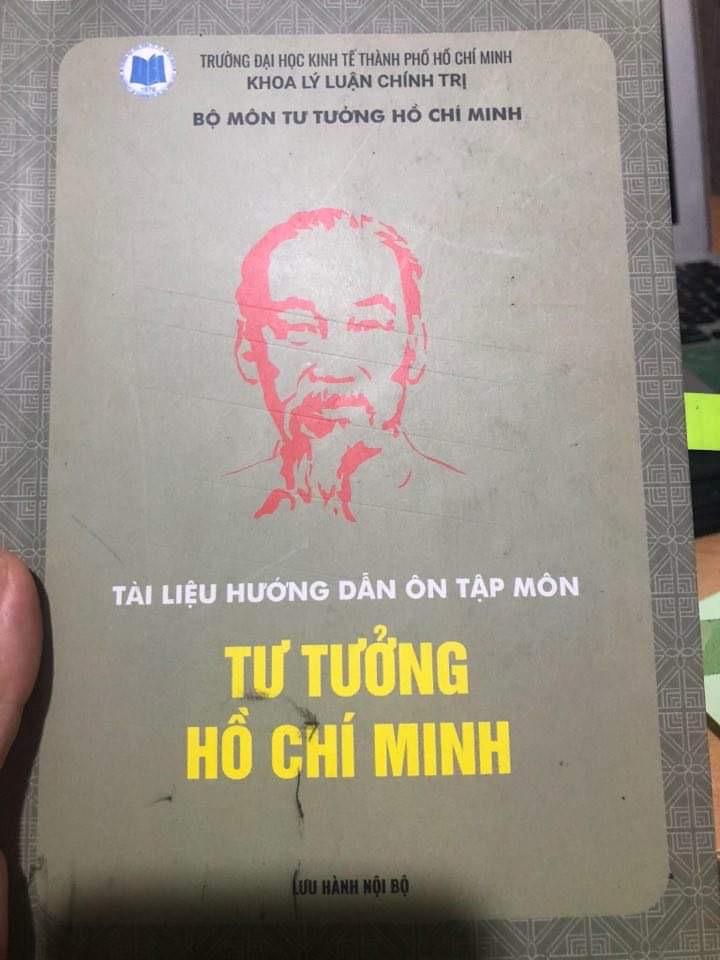 TRƯỜNG ĐẠI HỌC KINH TẾ THÀNH PHỐ HỒ CHÍ MINH
KHOA LÝ LUẬN CHÍNH TRỊ
BỘ MÔN TƯ TƯỞNG HỒ CHÍ MINH
TÀI LIỆU HƯỚNG DẪN ÔN TẬP MÔN
TƯ TƯỞNG
HỒ CHÍ MINH
LƯU HÀNH NỘI BỘ